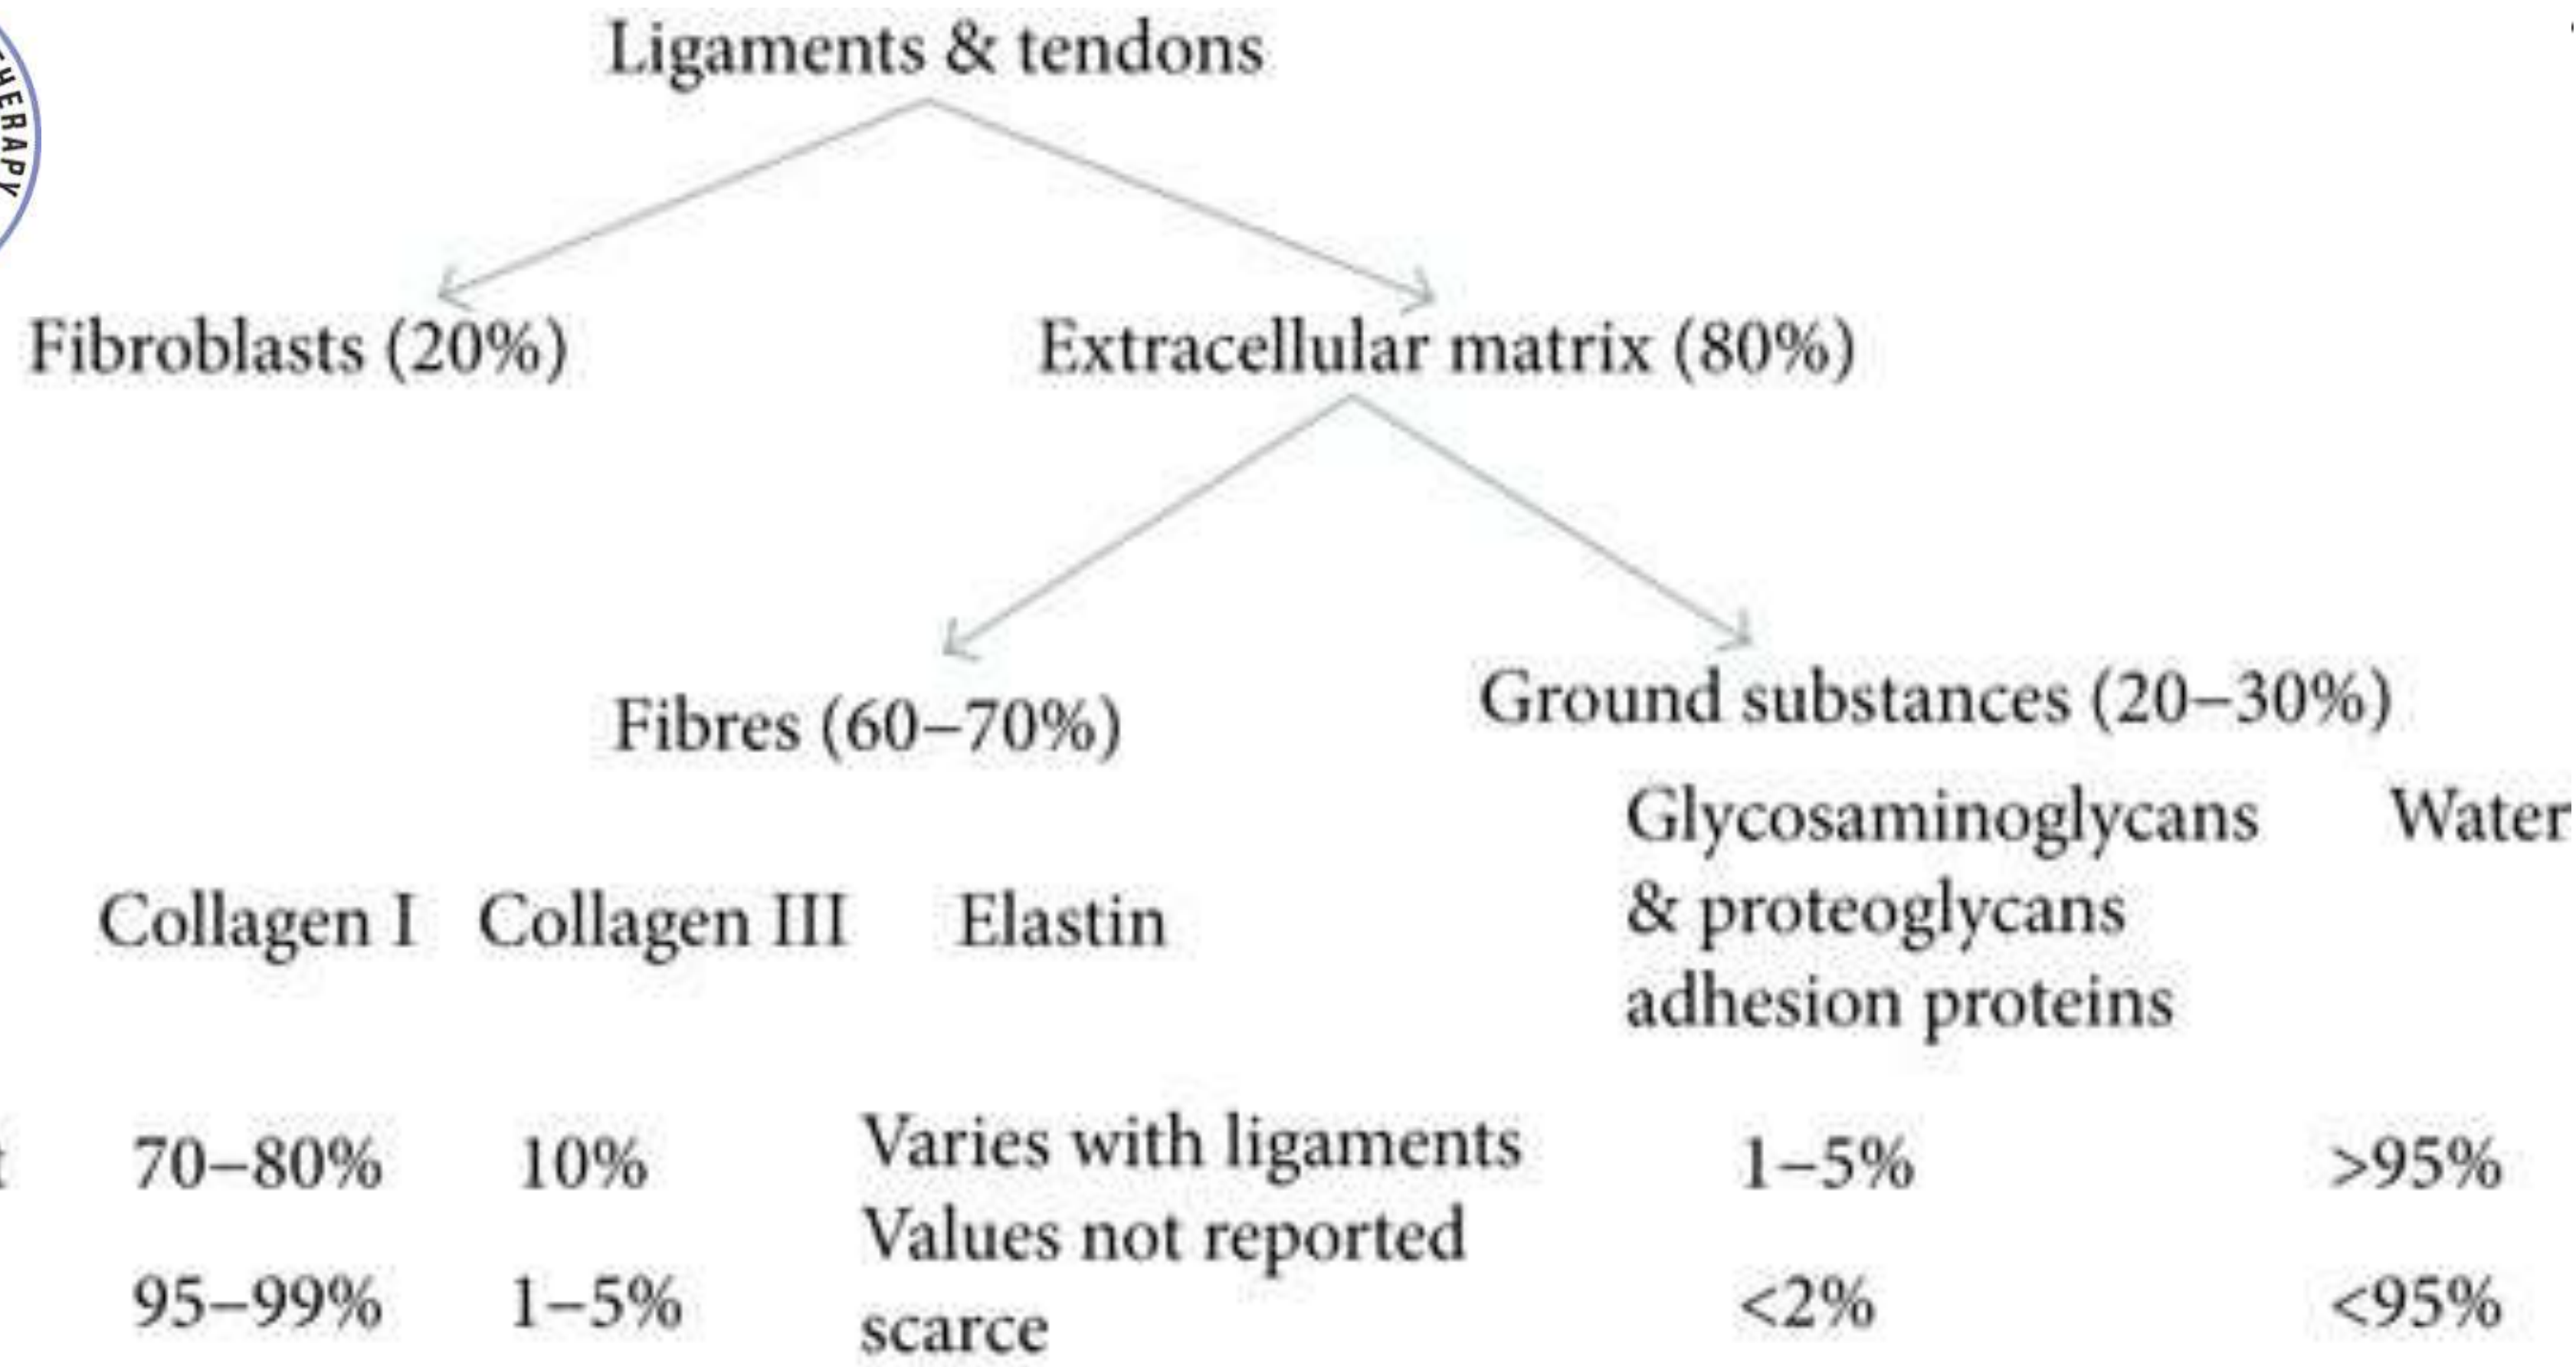 Ligaments & tendons
Fibroblasts (20%) Extracellular matrix (80%)
Fibres (60–70%) Ground substances (20–30%)
Collagen I Collagen III Elastin
Glycosaminoglycans
& proteoglycans
adhesion proteins
Water
70–80% 10% Varies with ligaments 1–5% >95%
Values not reported
95–99% 1–5% scarce <2% <95%